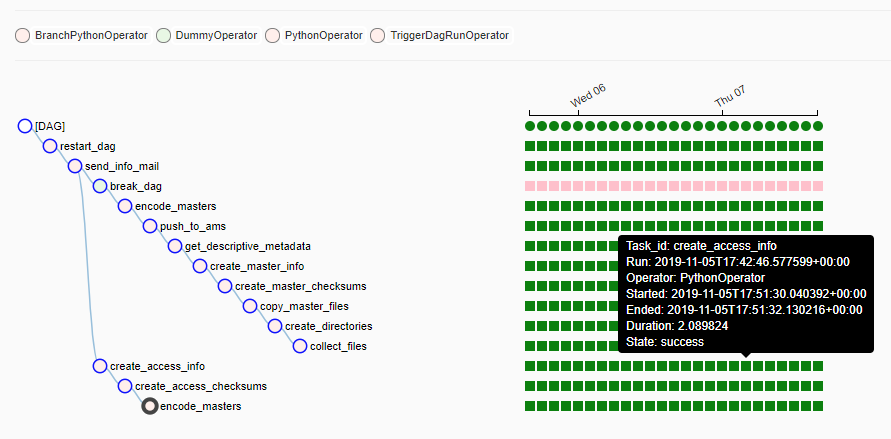 BranchPythonOperator DummyOperator PythonOperator TriggerDagRunOperator
Wed 06 Thu 07
[DAG]
restart_dag
send_info_mail
break_dag
encode_masters
push_to_ams
get_descriptive_metadata
create_master_info
create_master_checksums
copy_master_files
create_directories
collect_files
create_access_info
create_access_checksums
encode_masters
Task_id: create_access_info
Run: 2019-11-05T17:42:46.577599+00:00
Operator: PythonOperator
Started: 2019-11-05T17:51:30.040392+00:00
Ended: 2019-11-05T17:51:32.130216+00:00
Duration: 2.089824
State: success